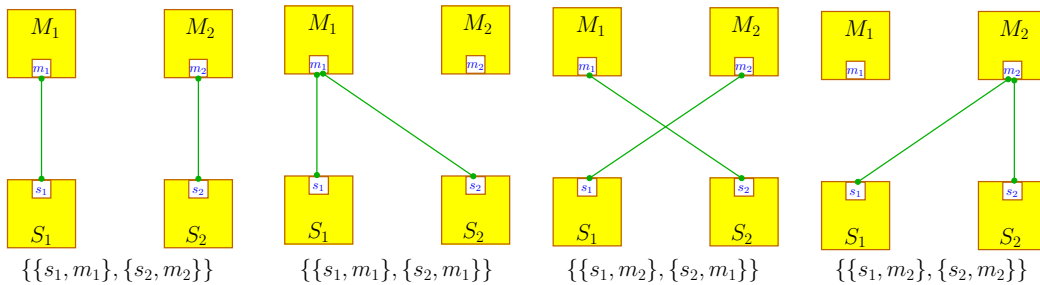 M₁ M₂ M₁ M₂ M₁ M₂ M₁ M₂
m₁ m₂ m₁ m₂ m₁ m₂ m₁ m₂
s₁ s₂ s₁ s₂ s₁ s₂ s₁ s₂
S₁ S₂ S₁ S₂ S₁ S₂ S₁ S₂
{{s₁, m₁}, {s₂, m₂}} {{s₁, m₁}, {s₂, m₁}} {{s₁, m₂}, {s₂, m₁}} {{s₁, m₂}, {s₂, m₂}}